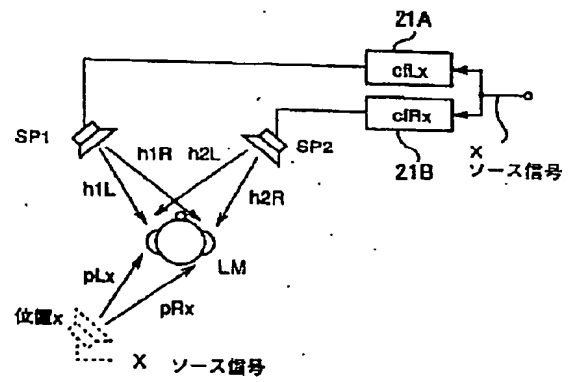 21A
cfLx
cfRx
21B
X
ソース信号
SP1
SP2
h1L
h1R
h2L
h2R
LM
pLx
pRx
位置x
X ソース信号